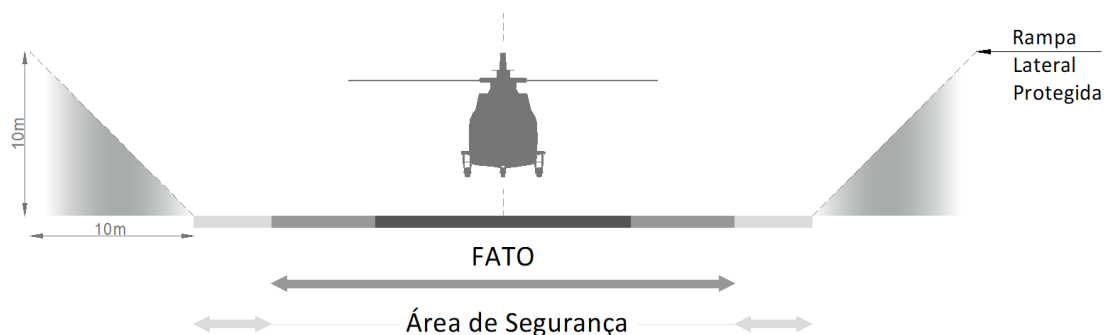 Rampa
Lateral
Protegida
10m
10m
FATO
Área de Segurança